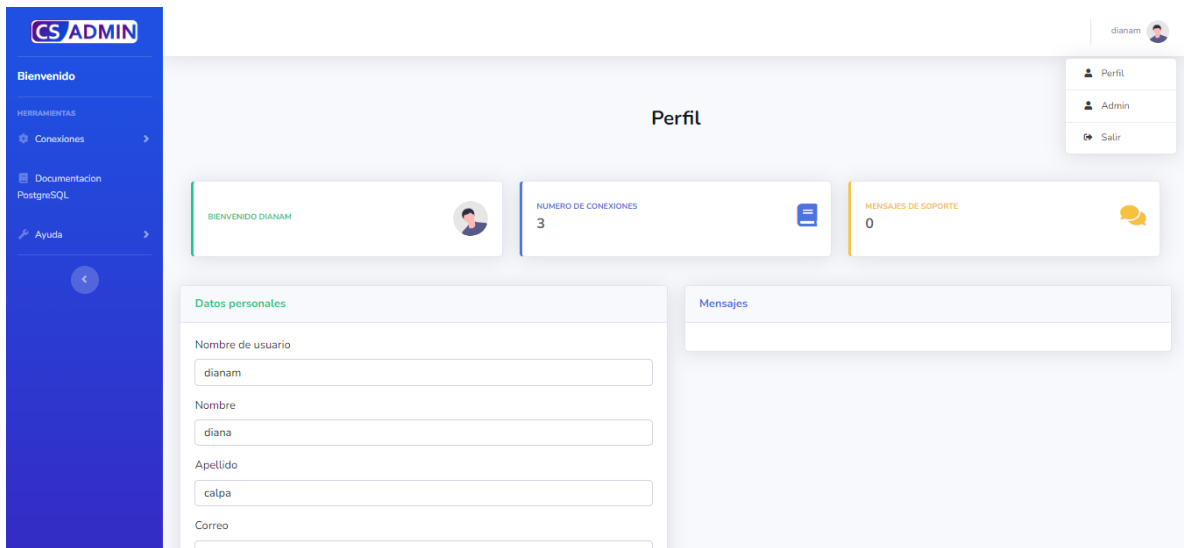 CS ADMIN
Bienvenido
HERRAMIENTAS
Conexiones
Documentacion
PostgreSQL
Ayuda
dianam
Perfil
Admin
Salir
Perfil
BIENVENIDO DIANAM
NUMERO DE CONEXIONES
3
MENSAJES DE SOPORTE
0
Datos personales
Nombre de usuario
dianam
Nombre
diana
Apellido
calpa
Correo
Mensajes